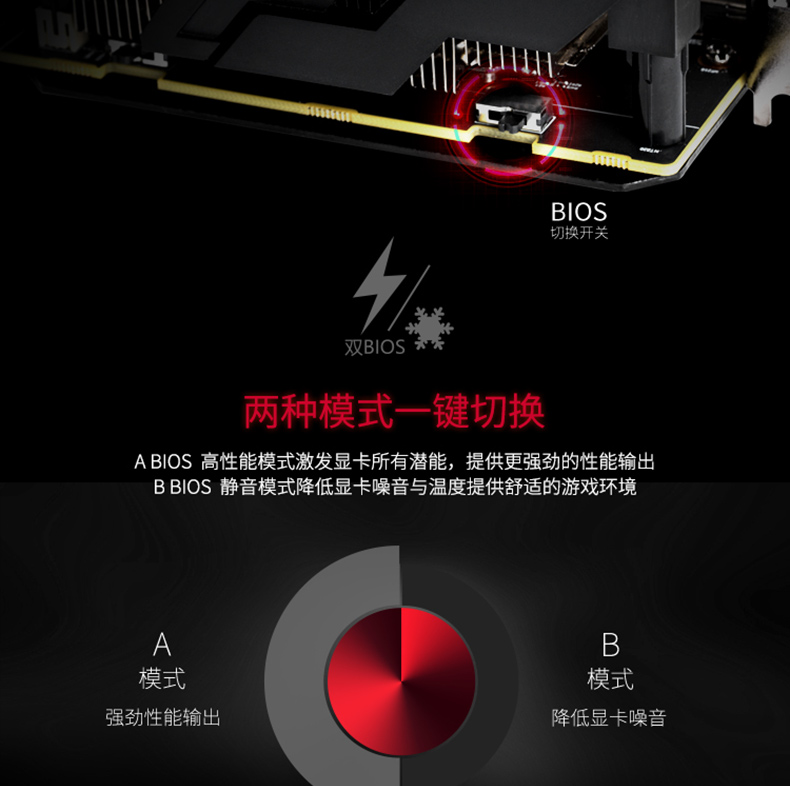 BIOS
切换开关
双BIOS
两种模式一键切换
A BIOS 高性能模式激发显卡所有潜能，提供更强劲的性能输出
B BIOS 静音模式降低显卡噪音与温度提供舒适的游戏环境
A
模式
强劲性能输出
B
模式
降低显卡噪音